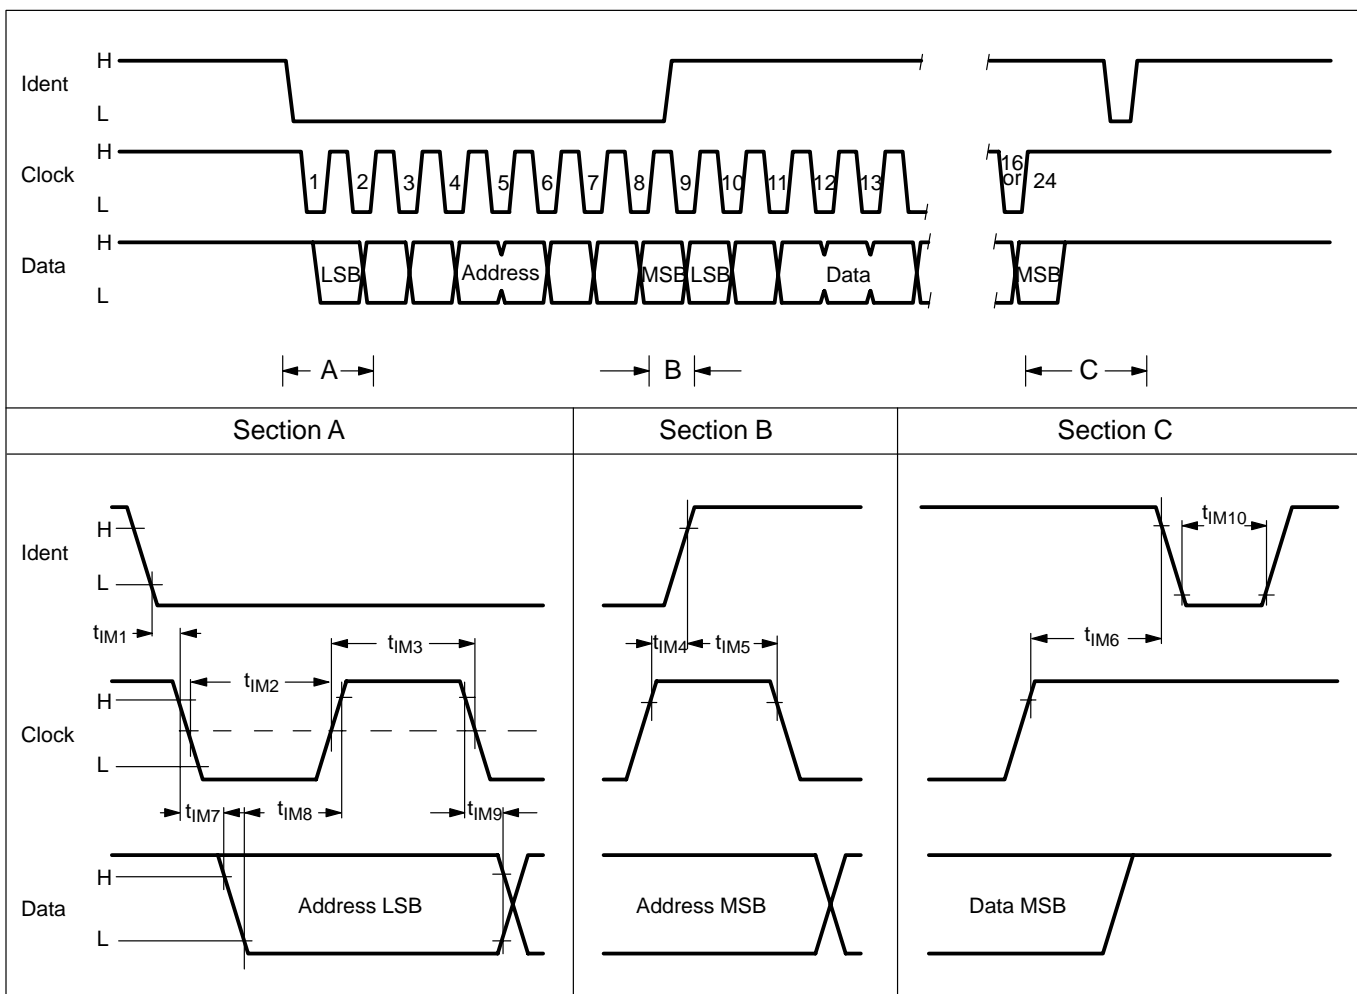 H
Ident
L
H
Clock
L
1 2 3 4 5 6 7 8 9 10 11 12 13
16
or 24
H
Data
L
LSB Address MSB LSB Data MSB
A B C
Section A Section B Section C
H
Ident
L
tIM1
tIM10
tIM3 tIM4 tIM5 tIM6
tIM2
H
Clock
L
tIM7 tIM8 tIM9
H
Data
L
Address LSB Address MSB Data MSB